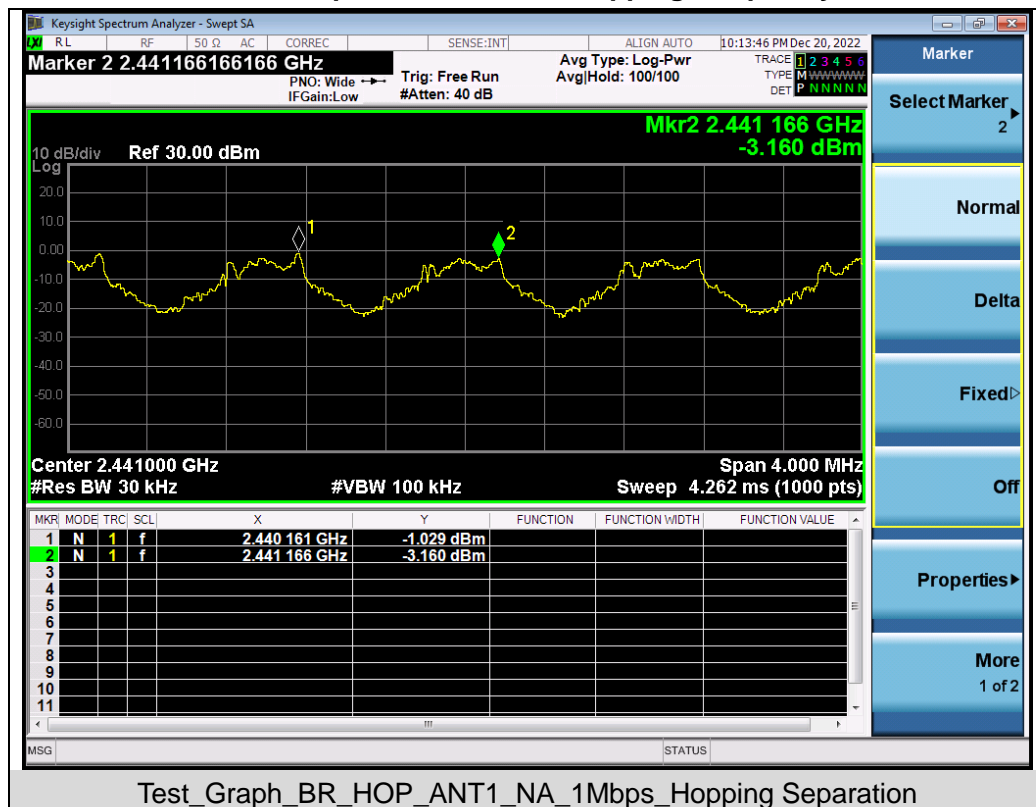 Keysight Spectrum Analyzer - Swept SA
LXI RL RF 50 Ω AC CORREC SENSE:INT ALIGN AUTO 10:13:46 PM Dec 20, 2022
Marker 2 2.441166166166 GHz
PNO: Wide
IFGain:Low
Trig: Free Run
#Atten: 40 dB
Avg Type: Log-Pwr
Avg|Hold: 100/100
TRACE 1 2 3 4 5 6
TYPE M WWWWW
DET P N N N N N
Mkr2 2.441 166 GHz
-3.160 dBm
10 dB/div Ref 30.00 dBm
Log
20.0
10.0
0.00
-10.0
-20.0
-30.0
-40.0
-50.0
-60.0
1
2
Center 2.441000 GHz Span 4.000 MHz
#Res BW 30 kHz #VBW 100 kHz Sweep 4.262 ms (1000 pts)
MKR MODE TRC SCL X Y FUNCTION FUNCTION WIDTH FUNCTION VALUE
1 N 1 f 2.440 161 GHz -1.029 dBm
2 N 1 f 2.441 166 GHz -3.160 dBm
3
4
5
6
7
8
9
10
11
MSG STATUS
Marker
Select Marker
2
Normal
Delta
Fixed
Off
Properties
More
1 of 2
Test_Graph_BR_HOP_ANT1_NA_1Mbps_Hopping Separation